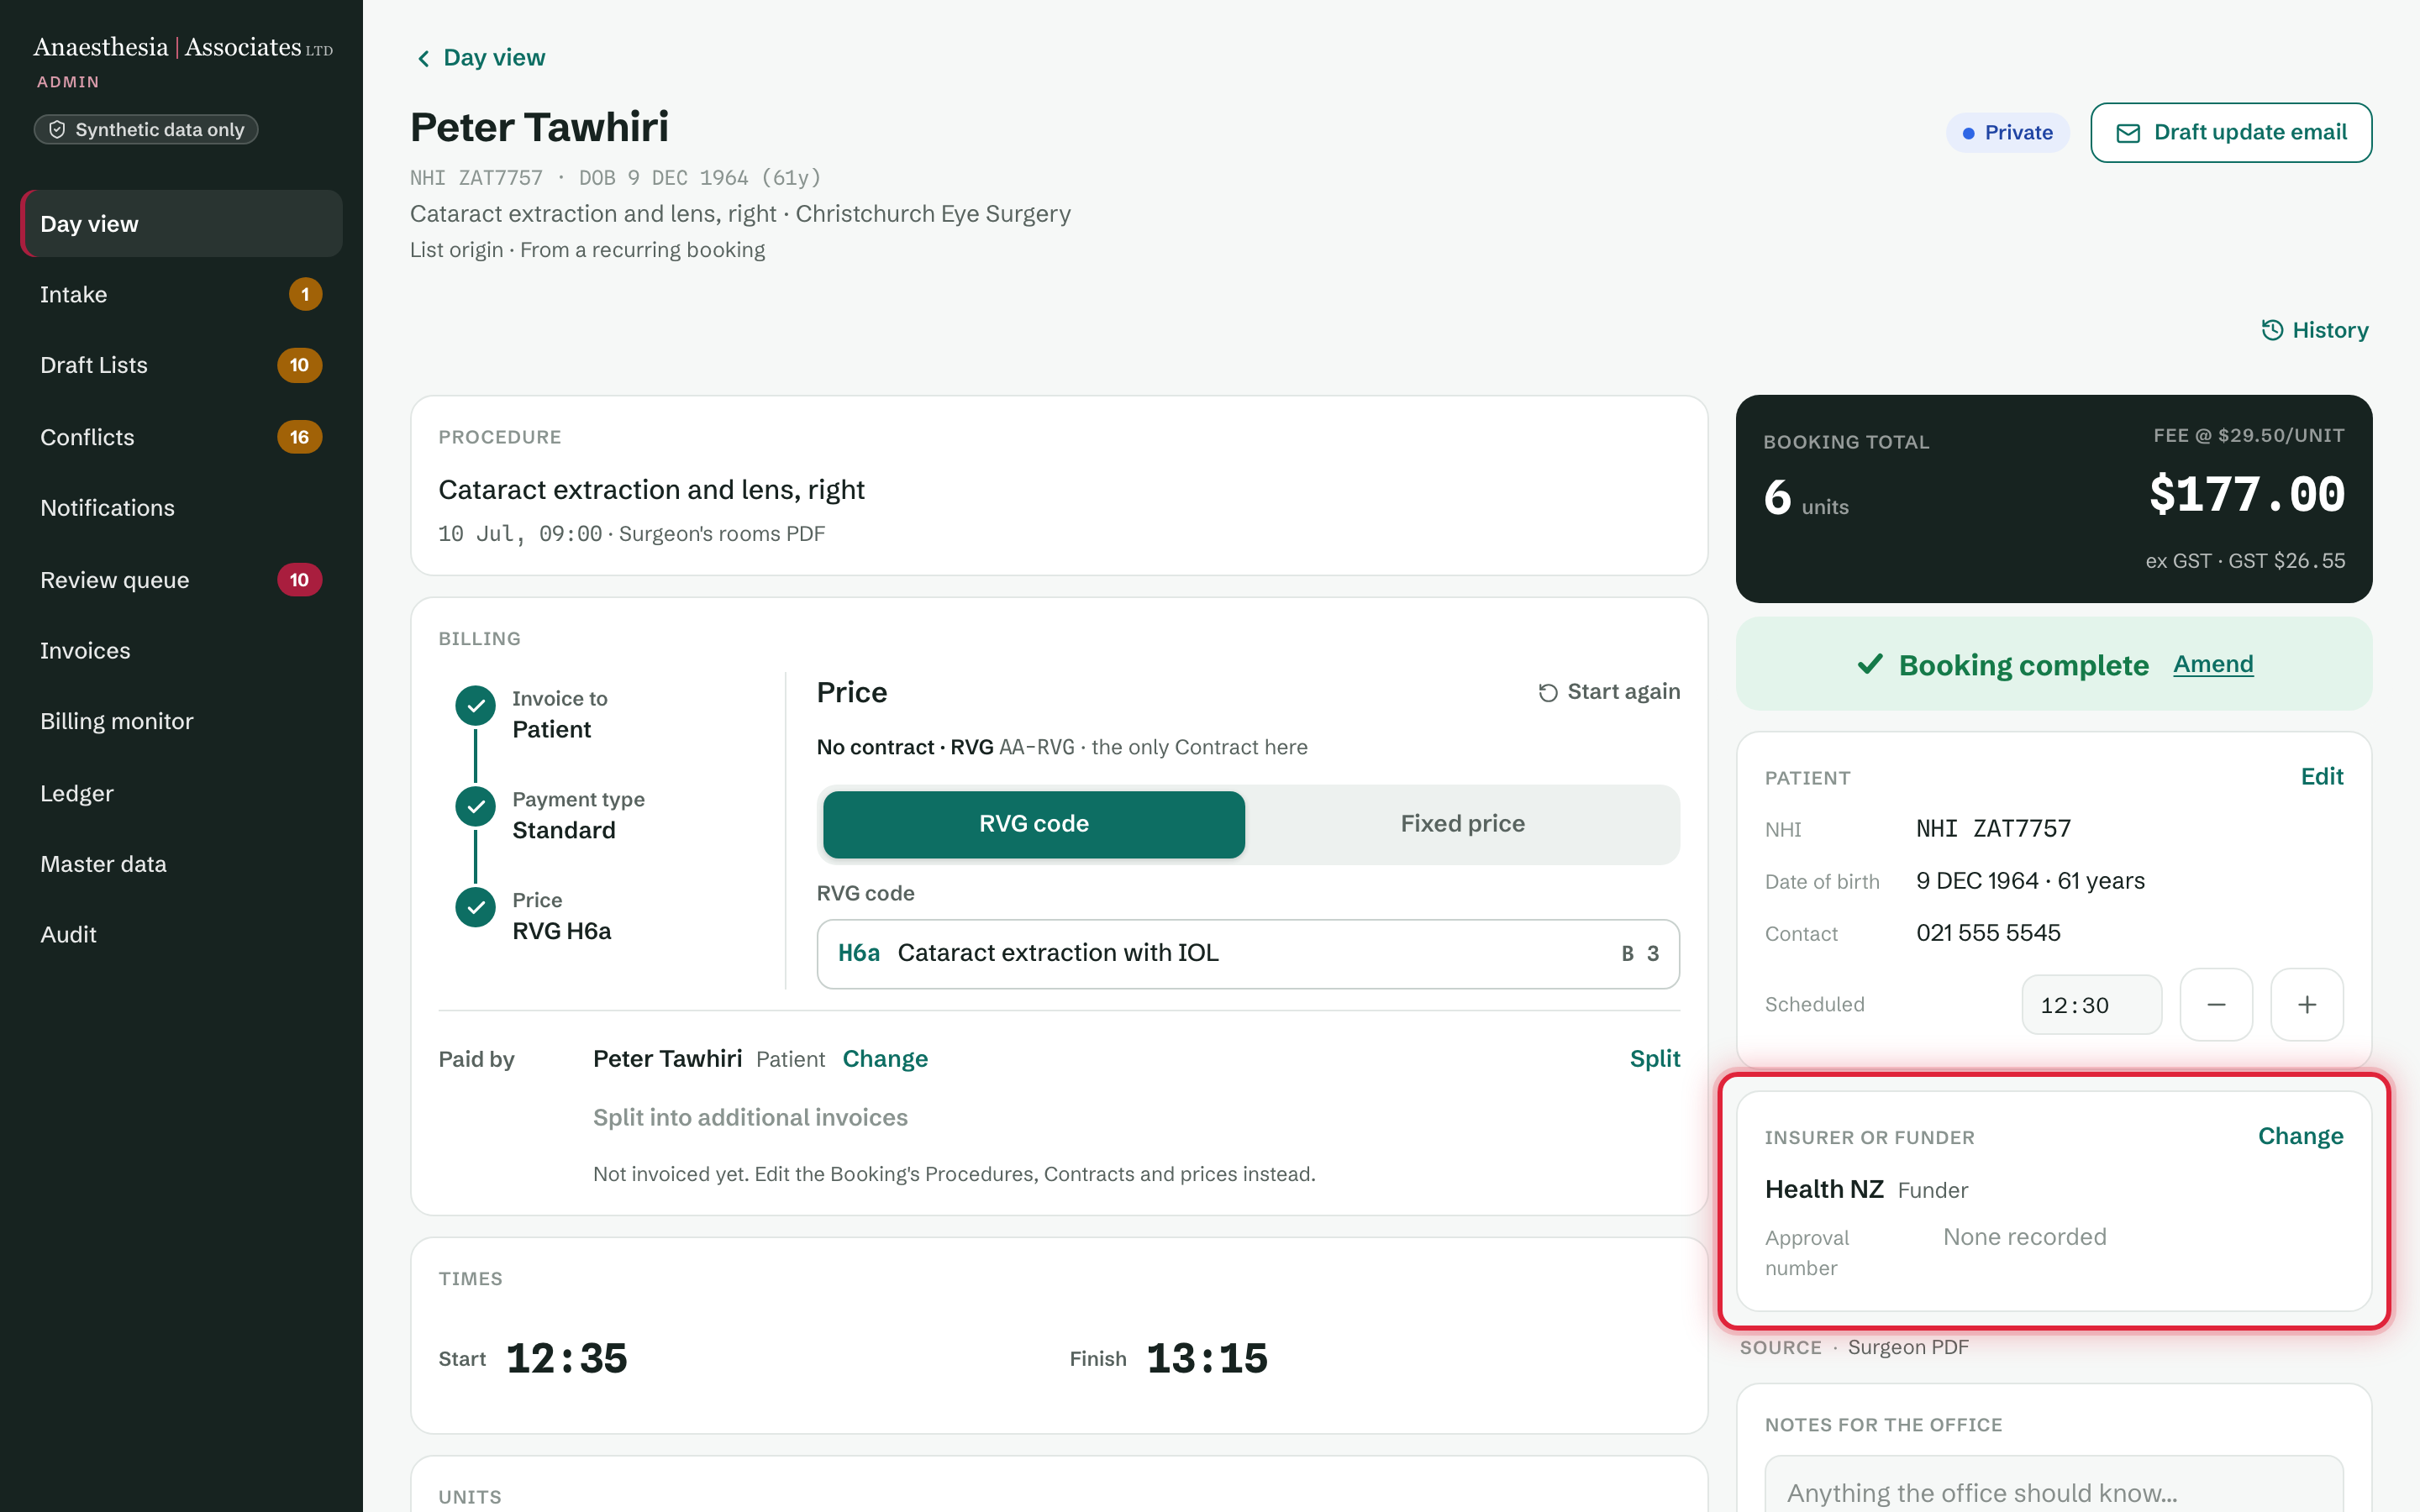 Anaesthesia | Associates LTD
ADMIN
Synthetic data only
Day view
Intake 1
Draft Lists 10
Conflicts 16
Notifications
Review queue 10
Invoices
Billing monitor
Ledger
Master data
Audit
Day view
Peter Tawhiri
NHI ZAT7757 · DOB 9 DEC 1964 (61y)
Cataract extraction and lens, right · Christchurch Eye Surgery
List origin · From a recurring booking
Private
Draft update email
History
PROCEDURE
Cataract extraction and lens, right
10 Jul, 09:00 · Surgeon's rooms PDF
BILLING
Invoice to
Patient
Payment type
Standard
Price
RVG H6a
Price
Start again
No contract · RVG AA-RVG · the only Contract here
RVG code
Fixed price
RVG code
H6a Cataract extraction with IOL B 3
Paid by Peter Tawhiri Patient Change Split
Split into additional invoices
Not invoiced yet. Edit the Booking's Procedures, Contracts and prices instead.
TIMES
Start 12:35 Finish 13:15
UNITS
BOOKING TOTAL
6 units
FEE @ $29.50/UNIT
$177.00
ex GST · GST $26.55
Booking complete Amend
PATIENT Edit
NHI NHI ZAT7757
Date of birth 9 DEC 1964 · 61 years
Contact 021 555 5545
Scheduled 12:30 − +
INSURER OR FUNDER Change
Health NZ Funder
Approval number None recorded
SOURCE · Surgeon PDF
NOTES FOR THE OFFICE
Anything the office should know...